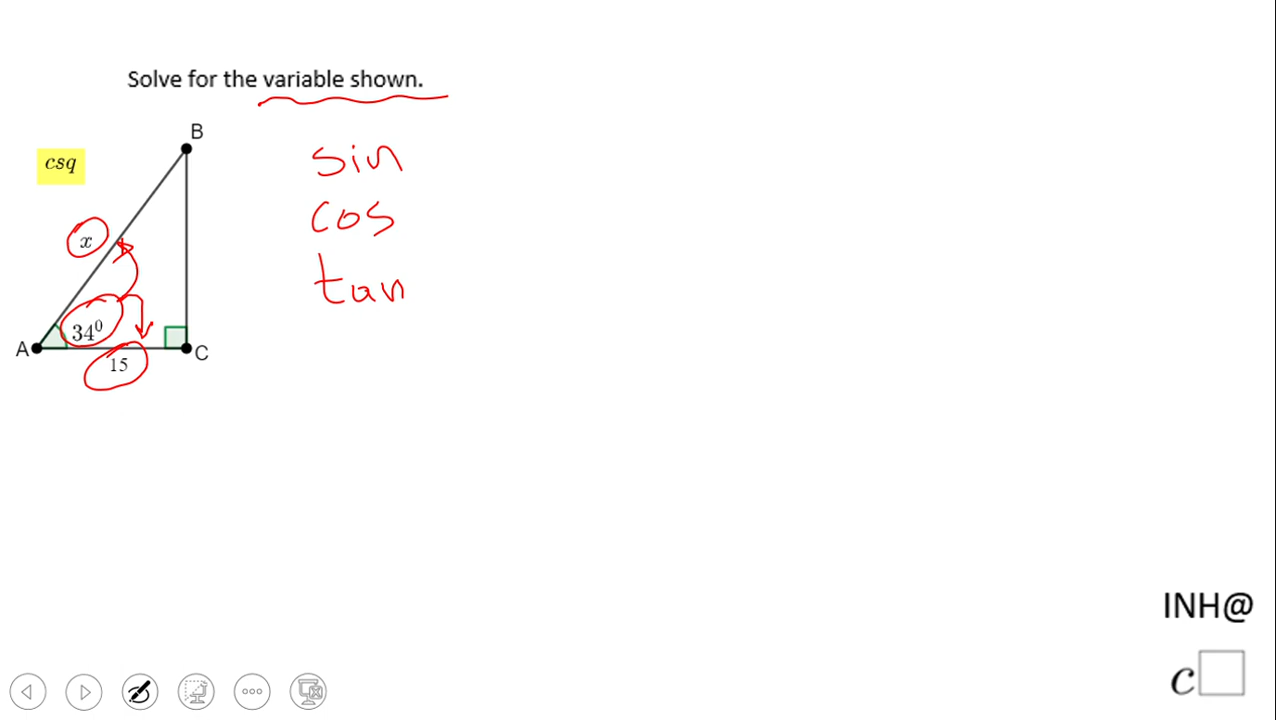 Solve for the variable shown.
B
csq
sin
cos
x
tan
34⁰
A
C
15
INH@
c□